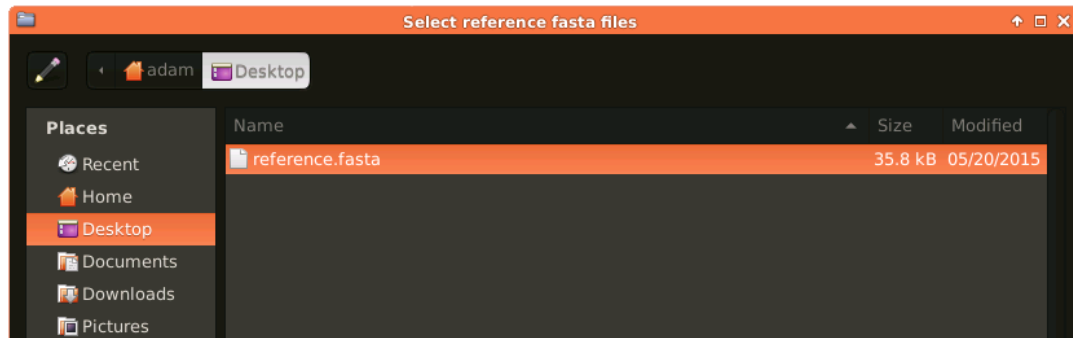 Select reference fasta files
adam Desktop
Places
Recent
Home
Desktop
Documents
Downloads
Pictures
Name Size Modified
reference.fasta 35.8 kB 05/20/2015